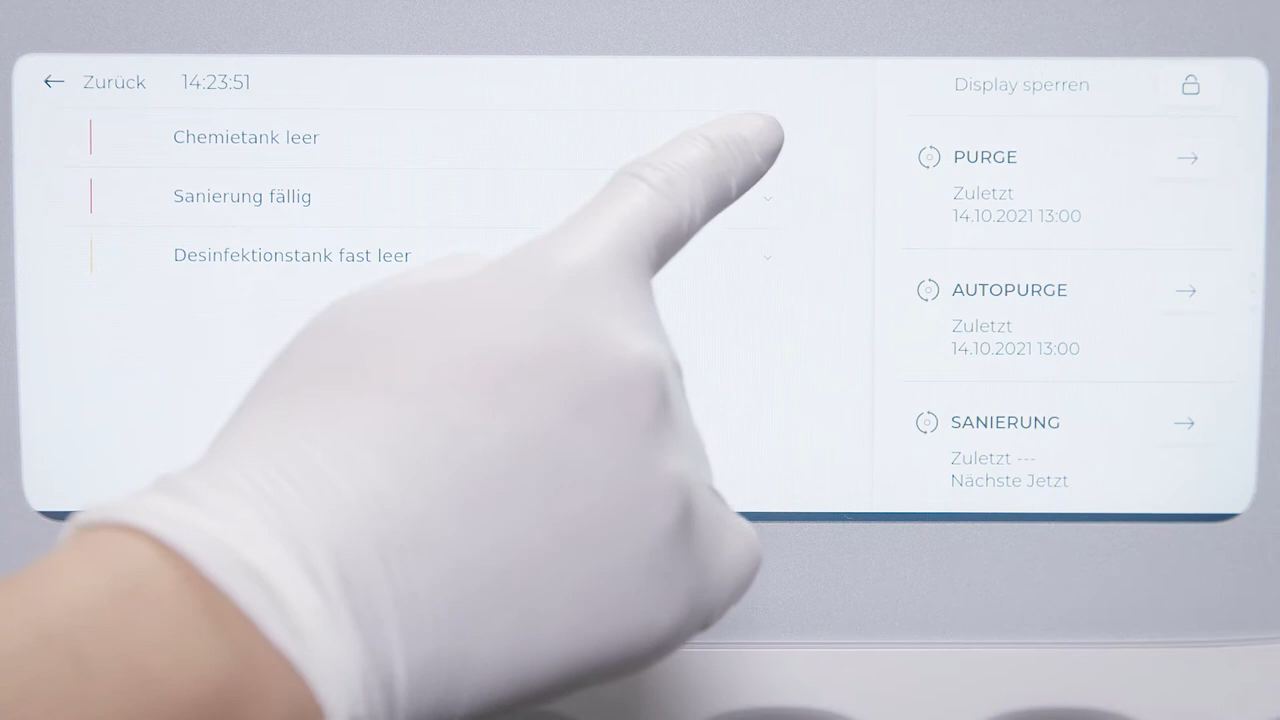 Zurück 14:23:51
Chemietank leer
Sanierung fällig
Desinfektionstank fast leer
Display sperren
PURGE
Zuletzt
14.10.2021 13:00
AUTOPURGE
Zuletzt
14.10.2021 13:00
SANIERUNG
Zuletzt ---
Nächste Jetzt